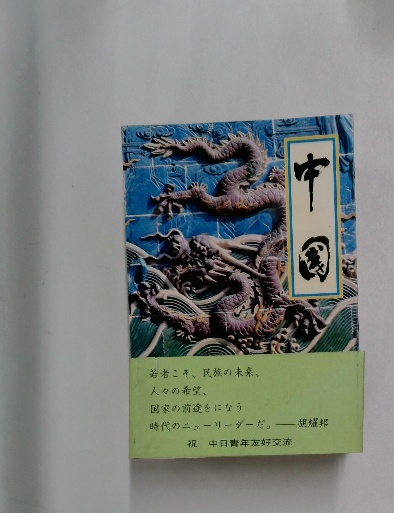 中国
若者こそ、民族の未来、
人々の希望、
国家の前途をになう
時代のニューリーダーだ。——胡耀邦
祝 中日青年友好交流